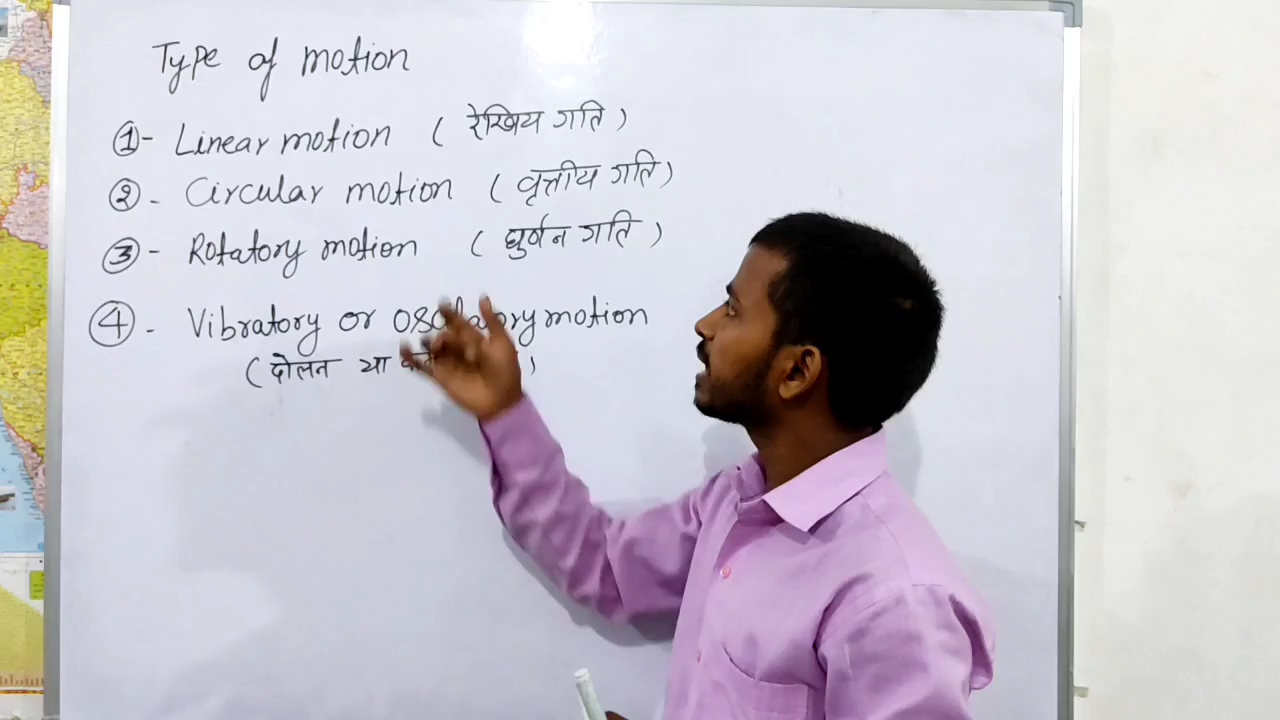 Type of motion
①- Linear motion ( रेखिय गति )
② - Circular motion ( वृत्तीय गति )
③ - Rotatory motion ( घुर्णन गति )
④ - Vibratory or motion
( दोलन या )